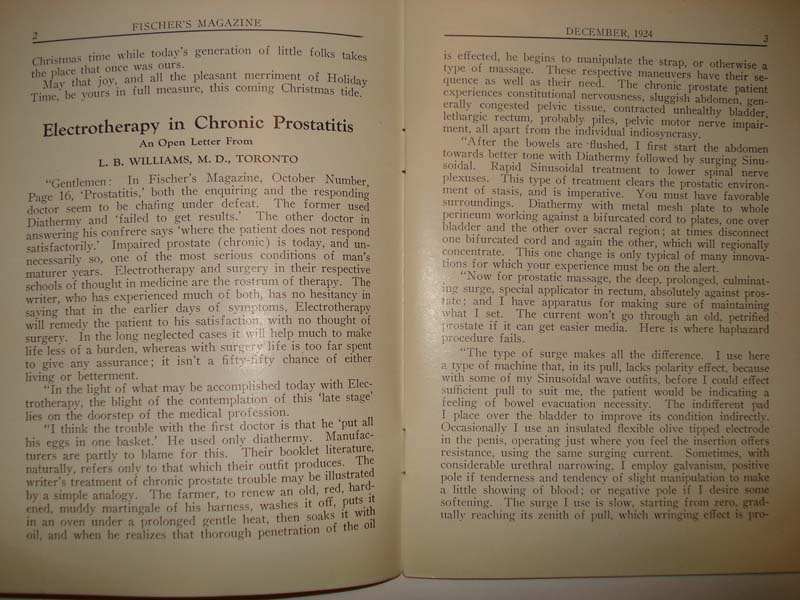 2
FISCHER'S MAGAZINE
Christmas time while today's generation of little folks takes
the place that once was ours.
May that joy, and all the pleasant merriment of Holiday
Time, be yours in full measure, this coming Christmas tide.
Electrotherapy in Chronic Prostatitis
An Open Letter From
L. B. WILLIAMS, M. D., TORONTO
"Gentlemen: In Fischer's Magazine, October Number,
Page 16, 'Prostatitis,' both the enquiring and the responding
doctor seem to be chafing under defeat. The former used
Diathermy and 'failed to get results.' The other doctor in
answering his confrere says 'where the patient does not respond
satisfactorily.' Impaired prostate (chronic) is today, and un-
necessarily so, one of the most serious conditions of man's
maturer years. Electrotherapy and surgery in their respective
schools of thought in medicine are the rostrum of therapy. The
writer, who has experienced much of both, has no hesitancy in
saying that in the earlier days of symptoms, Electrotherapy
will remedy the patient to his satisfaction, with no thought of
surgery. In the long neglected cases it will help much to make
life less of a burden, whereas with surgery life is too far spent
to give any assurance; it isn't a fifty-fifty chance of either
living or betterment.
"In the light of what may be accomplished today with Elec-
trotherapy, the blight of the contemplation of this 'late stage'
lies on the doorstep of the medical profession.
"I think the trouble with the first doctor is that he 'put all
his eggs in one basket.' He used only diathermy. Manufac-
turers are partly to blame for this. Their booklet literature,
naturally, refers only to that which their outfit produces. The
writer's treatment of chronic prostate trouble may be illustrated
by a simple analogy. The farmer, to renew an old, red, hard-
ened, muddy martingale of his harness, washes it off, puts it
in an oven under a prolonged gentle heat, then soaks it with
oil, and when he realizes that thorough penetration of the oil
DECEMBER, 1924
3
is effected, he begins to manipulate the strap, or otherwise a
type of massage. These respective maneuvers have their se-
quence as well as their need. The chronic prostate patient
experiences constitutional nervousness, sluggish abdomen, gen-
erally congested pelvic tissue, contracted unhealthy bladder,
lethargic rectum, probably piles, pelvic motor nerve impair-
ment, all apart from the individual indiosyncrasy.
"After the bowels are flushed, I first start the abdomen
towards better tone with Diathermy followed by surging Sinu-
soidal. Rapid Sinusoidal treatment to lower spinal nerve
plexuses. This type of treatment clears the prostatic environ-
ment of stasis, and is imperative. You must have favorable
surroundings. Diathermy with metal mesh plate to whole
perineum working against a bifurcated cord to plates, one over
bladder and the other over sacral region; at times disconnect
one bifurcated cord and again the other, which will regionally
concentrate. This one change is only typical of many innova-
tions for which your experience must be on the alert.
"Now for prostatic massage, the deep, prolonged, culminat-
ing surge, special applicator in rectum, absolutely against pros-
tate; and I have apparatus for making sure of maintaining
what I set. The current won't go through an old, petrified
prostate if it can get easier media. Here is where haphazard
procedure fails.
"The type of surge makes all the difference. I use here
a type of machine that, in its pull, lacks polarity effect, because
with some of my Sinusoidal wave outfits, before I could effect
sufficient pull to suit me, the patient would be indicating a
feeling of bowel evacuation necessity. The indifferent pad
I place over the bladder to improve its condition indirectly.
Occasionally I use an insulated flexible olive tipped electrode
in the penis, operating just where you feel the insertion offers
resistance, using the same surging current. Sometimes, with
considerable urethral narrowing, I employ galvanism, positive
pole if tenderness and tendency of slight manipulation to make
a little showing of blood; or negative pole if I desire some
softening. The surge I use is slow, starting from zero, grad-
ually reaching its zenith of pull, which wringing effect is pro-